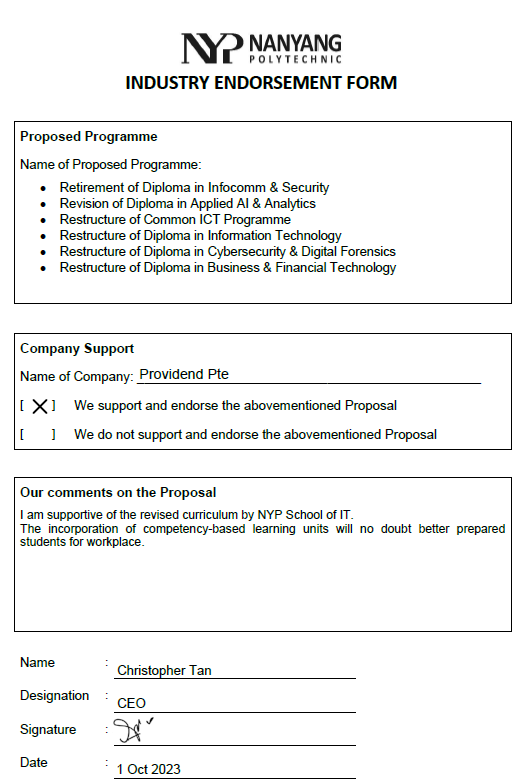 NYP NANYANG
POLYTECHNIC
INDUSTRY ENDORSEMENT FORM
Proposed Programme
Name of Proposed Programme:
• Retirement of Diploma in Infocomm & Security
• Revision of Diploma in Applied AI & Analytics
• Restructure of Common ICT Programme
• Restructure of Diploma in Information Technology
• Restructure of Diploma in Cybersecurity & Digital Forensics
• Restructure of Diploma in Business & Financial Technology
Company Support
Name of Company: Providend Pte
[ X ] We support and endorse the abovementioned Proposal
[ ] We do not support and endorse the abovementioned Proposal
Our comments on the Proposal
I am supportive of the revised curriculum by NYP School of IT.
The incorporation of competency-based learning units will no doubt better prepared
students for workplace.
Name : Christopher Tan
Designation : CEO
Signature :
Date : 1 Oct 2023